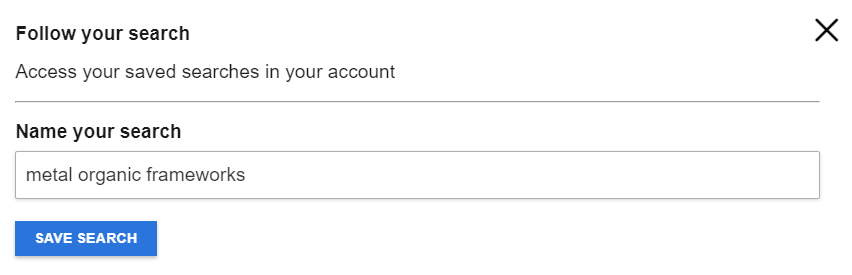 Follow your search
Access your saved searches in your account
Name your search
metal organic frameworks
SAVE SEARCH